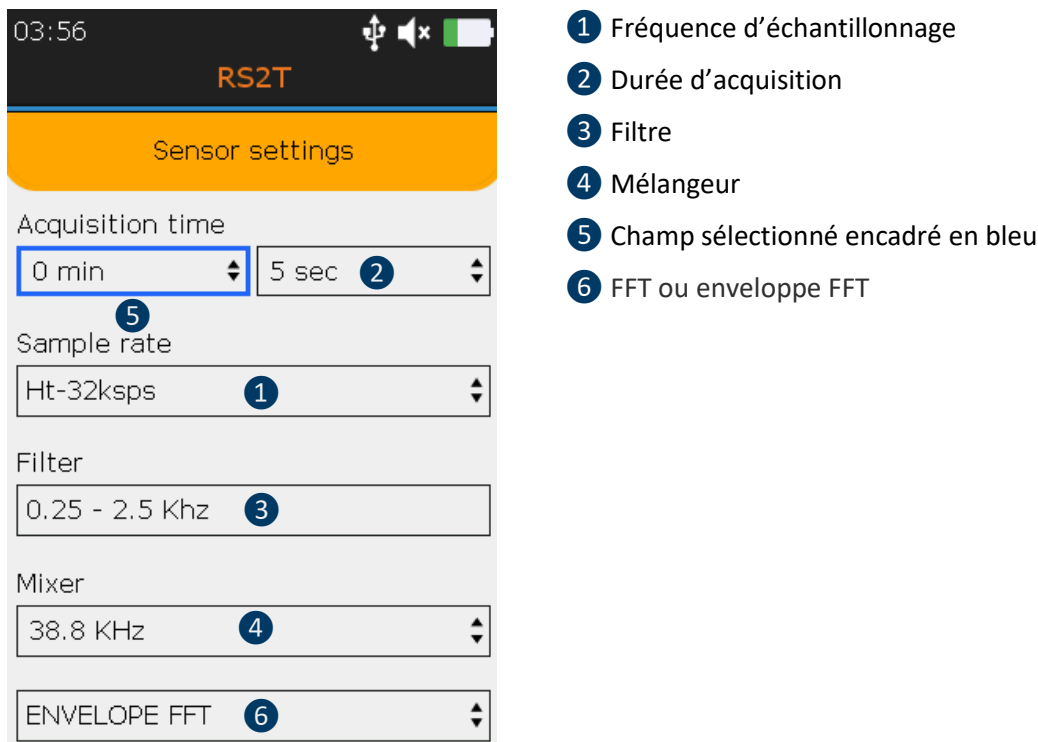 03:56
RS2T
Sensor settings
Acquisition time
0 min 5 sec 2
5
Sample rate
Ht-32ksps 1
Filter
0.25 - 2.5 Khz 3
Mixer
38.8 KHz 4
ENVELOPE FFT 6
1 Fréquence d’échantillonnage
2 Durée d’acquisition
3 Filtre
4 Mélangeur
5 Champ sélectionné encadré en bleu
6 FFT ou enveloppe FFT